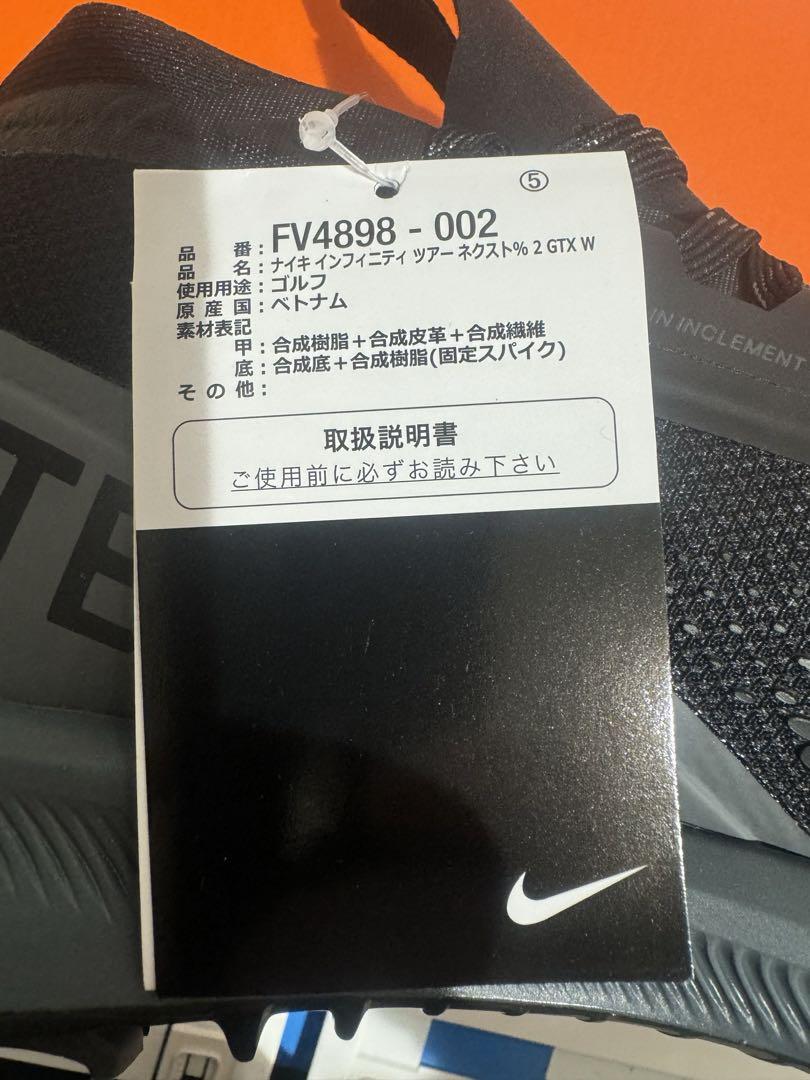 ⑤
品番：FV4898 - 002
品名：ナイキ インフィニティ ツアー ネクスト% 2 GTX W
使用用途：ゴルフ
原産国：ベトナム
素材表記
甲：合成樹脂＋合成皮革＋合成繊維
底：合成底＋合成樹脂(固定スパイク)
その他：
取扱説明書
ご使用前に必ずお読み下さい
IN INCLEMENT
TE